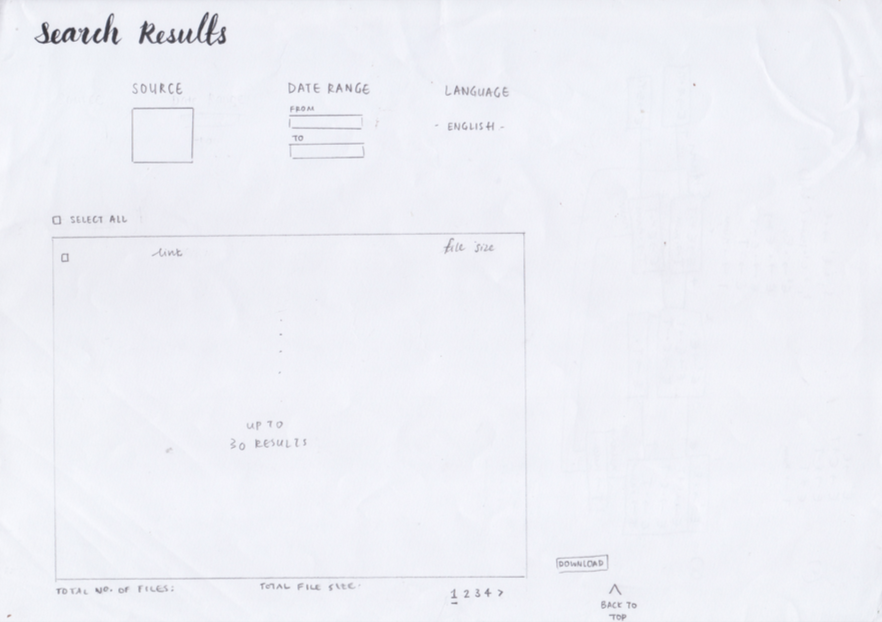 Search Results
SOURCE
DATE RANGE
LANGUAGE
FROM
- ENGLISH -
TO
SELECT ALL
link
file size
UP TO
30 RESULTS
DOWNLOAD
TOTAL NO. OF FILES:
TOTAL FILE SIZE:
1 2 3 4 >
BACK TO
TOP